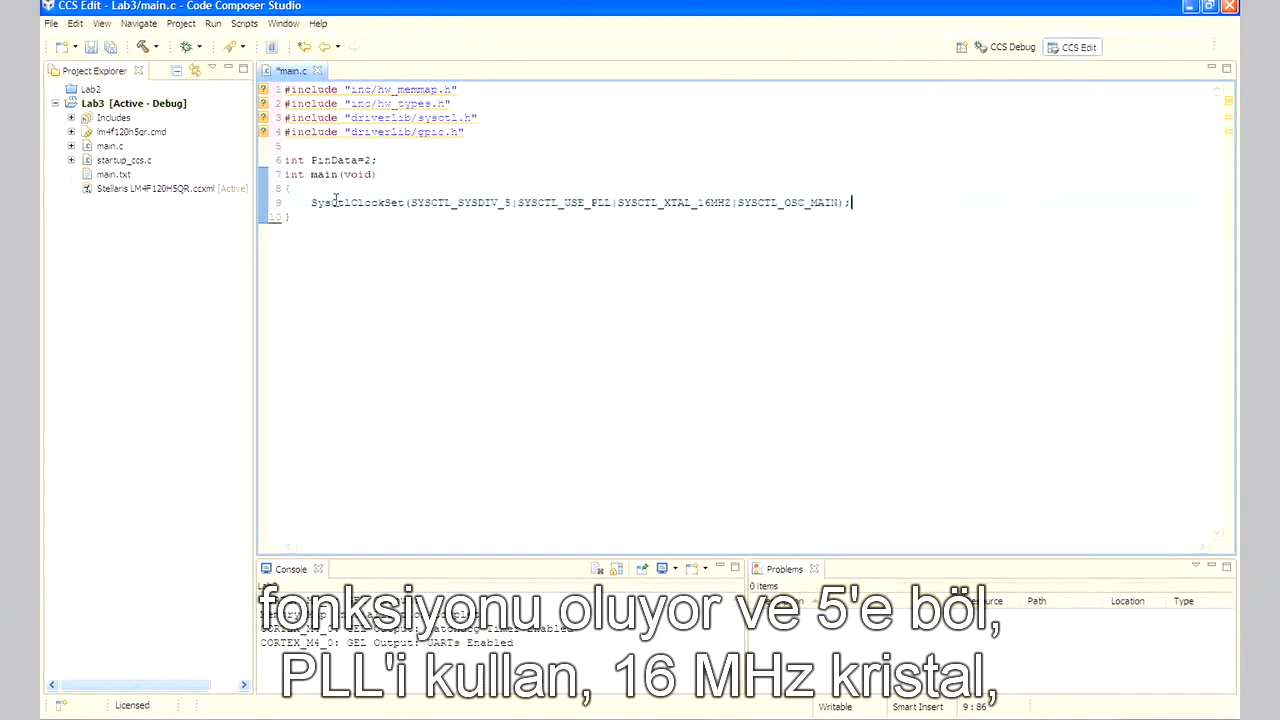 CCS Edit - Lab3/main.c - Code Composer Studio
File Edit View Navigate Project Run Scripts Window Help
CCS Debug CCS Edit
Project Explorer
*main.c
Lab2
Lab3 [Active - Debug]
Includes
lm4f120h5qr.cmd
main.c
startup_ccs.c
main.txt
Stellaris LM4F120H5QR.ccxml [Active]
1 #include "inc/hw_memmap.h"
2 #include "inc/hw_types.h"
3 #include "driverlib/sysctl.h"
4 #include "driverlib/gpio.h"
5
6 int PinData=2;
7 int main(void)
8 {
9 SysCtlClockSet(SYSCTL_SYSDIV_5|SYSCTL_USE_PLL|SYSCTL_XTAL_16MHZ|SYSCTL_OSC_MAIN);
10 }
Console
Problems
0 items
Path Location Type
CORTEX_M4_0: GEL Output: UARTs Enabled
fonksiyonu oluyor ve 5'e böl,
PLL'i kullan, 16 MHz kristal,
Licensed
Writable Smart Insert 9 : 86